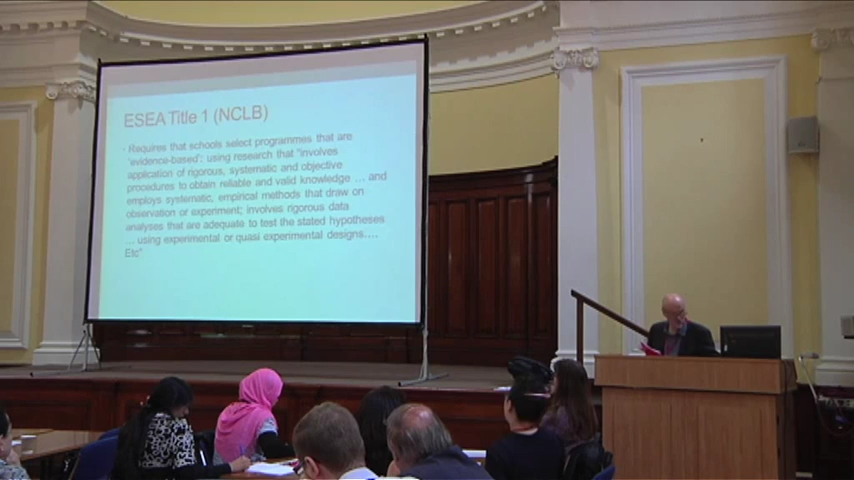 ESEA Title 1 (NCLB)
• Requires that schools select programmes that are
‘evidence-based’: using research that “involves
application of rigorous, systematic and objective
procedures to obtain reliable and valid knowledge … and
employs systematic, empirical methods that draw on
observation or experiment; involves rigorous data
analyses that are adequate to test the stated hypotheses
… using experimental or quasi experimental designs….
Etc”